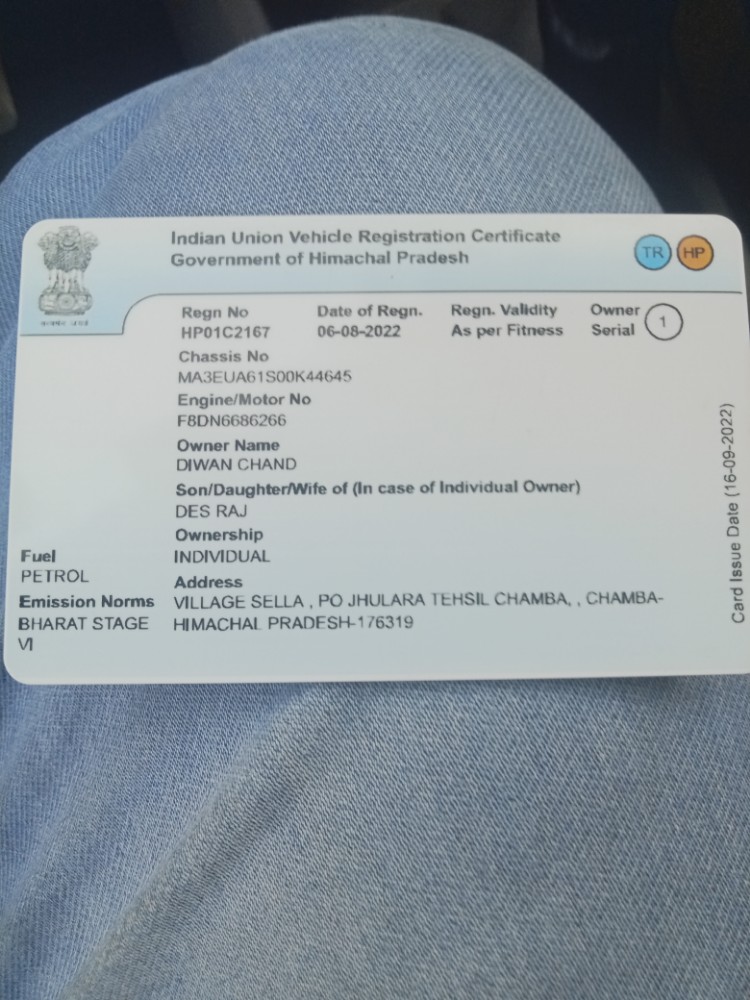 Indian Union Vehicle Registration Certificate
Government of Himachal Pradesh
TR HP
Regn No Date of Regn. Regn. Validity Owner Serial 1
HP01C2167 06-08-2022 As per Fitness
Chassis No
MA3EUA61S00K44645
Engine/Motor No
F8DN6686266
Owner Name
DIWAN CHAND
Son/Daughter/Wife of (In case of Individual Owner)
DES RAJ
Ownership
INDIVIDUAL
Fuel
PETROL
Address
VILLAGE SELLA , PO JHULARA TEHSIL CHAMBA, , CHAMBA-
HIMACHAL PRADESH-176319
Emission Norms
BHARAT STAGE
VI
Card Issue Date (16-09-2022)